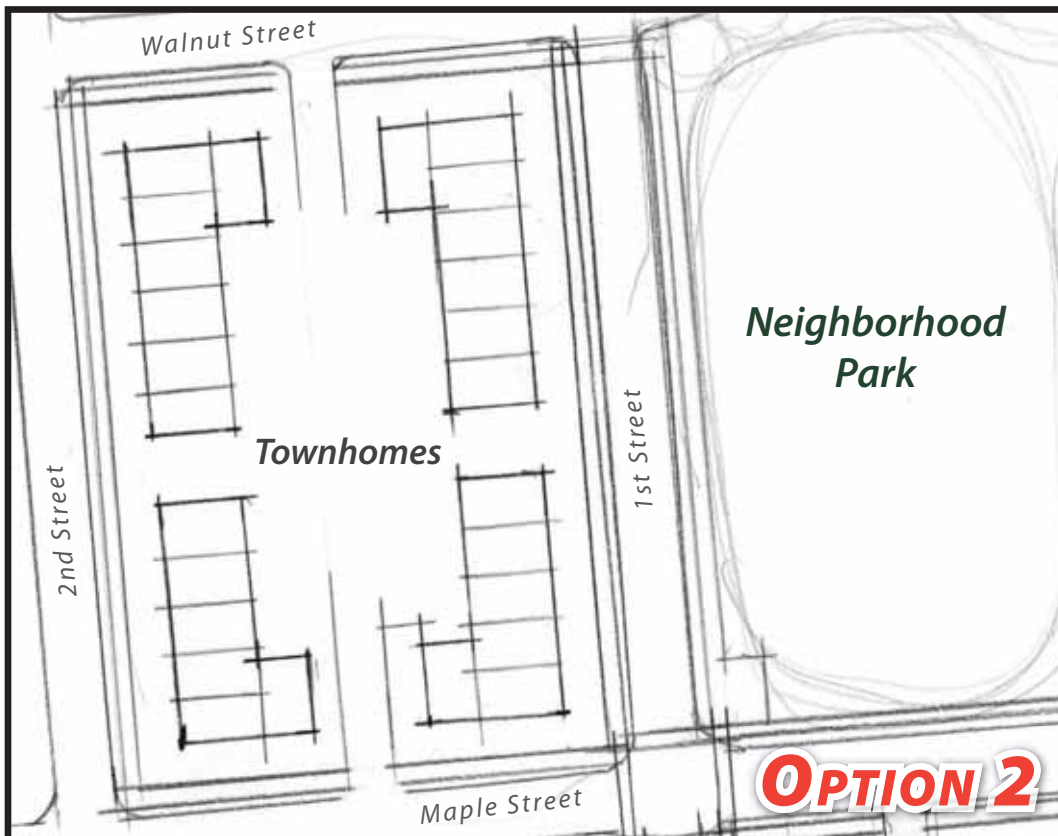 Walnut Street
Neighborhood
Park
Townhomes
1st Street
2nd Street
Maple Street
OPTION 2